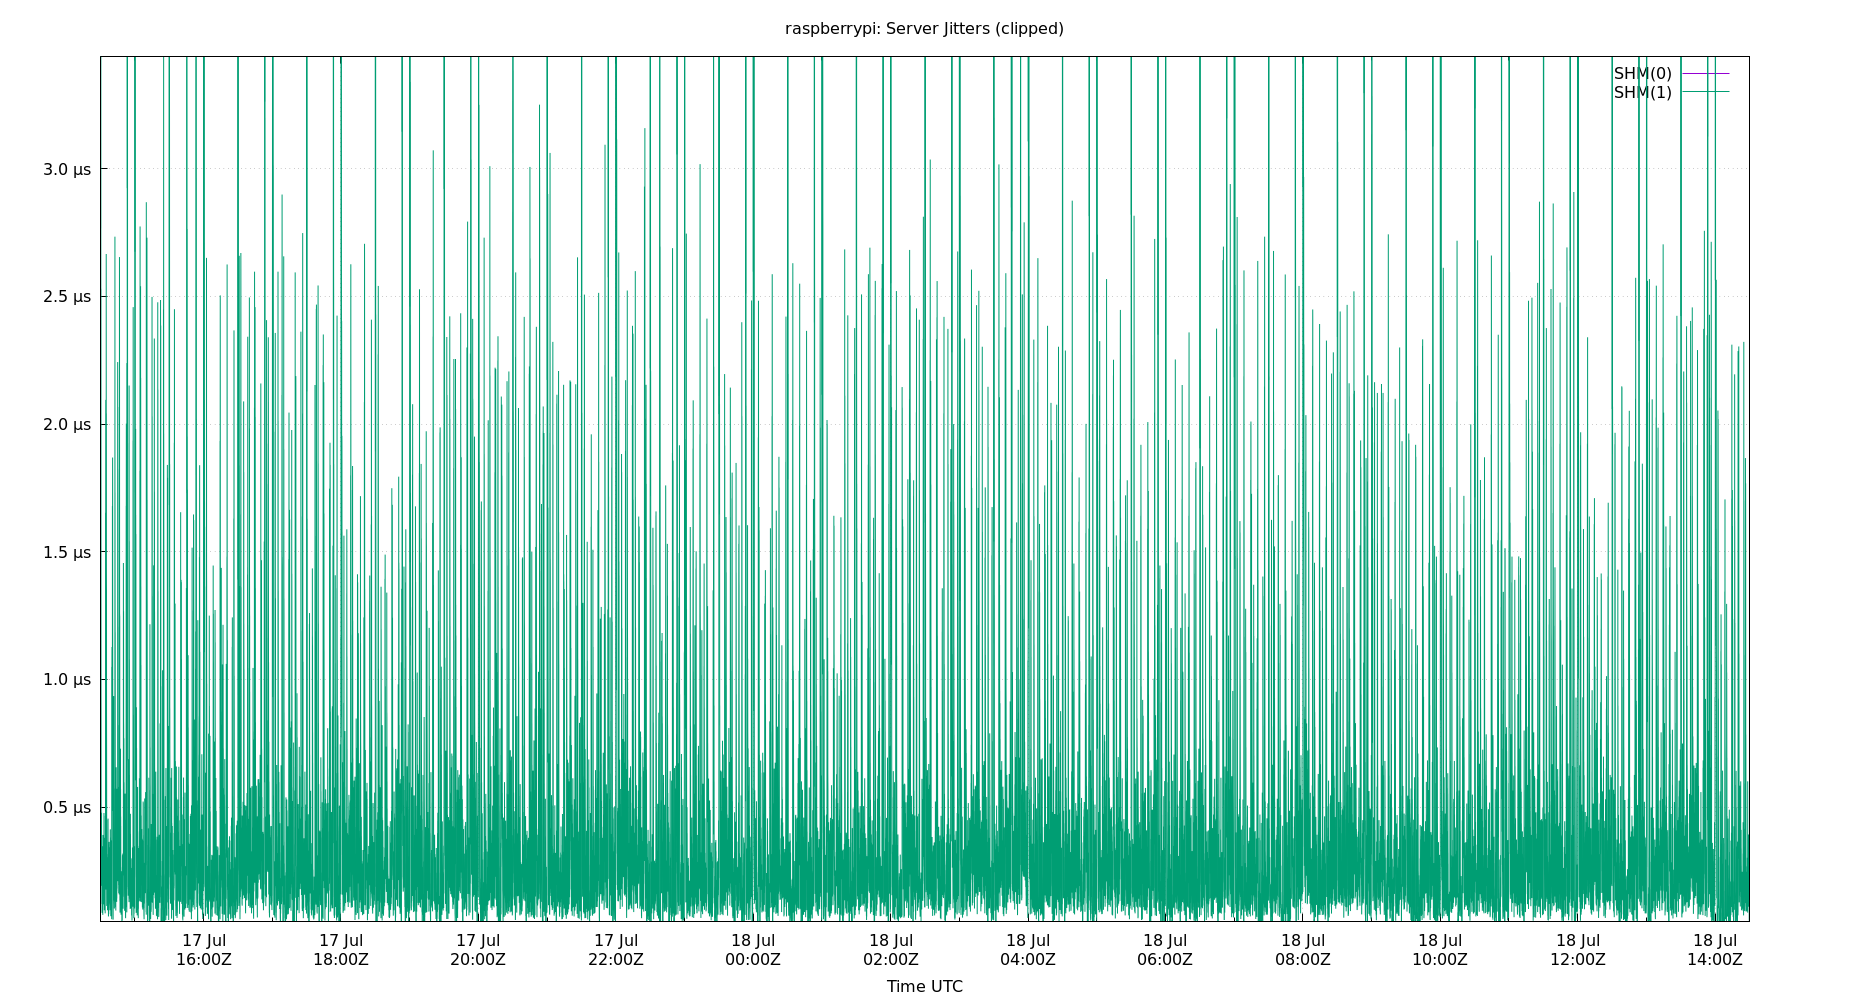 raspberrypi: Server Jitters (clipped)
SHM(0)
SHM(1)
3.0 µs
2.5 µs
2.0 µs
1.5 µs
1.0 µs
0.5 µs
17 Jul 17 Jul 17 Jul 17 Jul 18 Jul 18 Jul 18 Jul 18 Jul 18 Jul 18 Jul 18 Jul 18 Jul
16:00Z 18:00Z 20:00Z 22:00Z 00:00Z 02:00Z 04:00Z 06:00Z 08:00Z 10:00Z 12:00Z 14:00Z
Time UTC